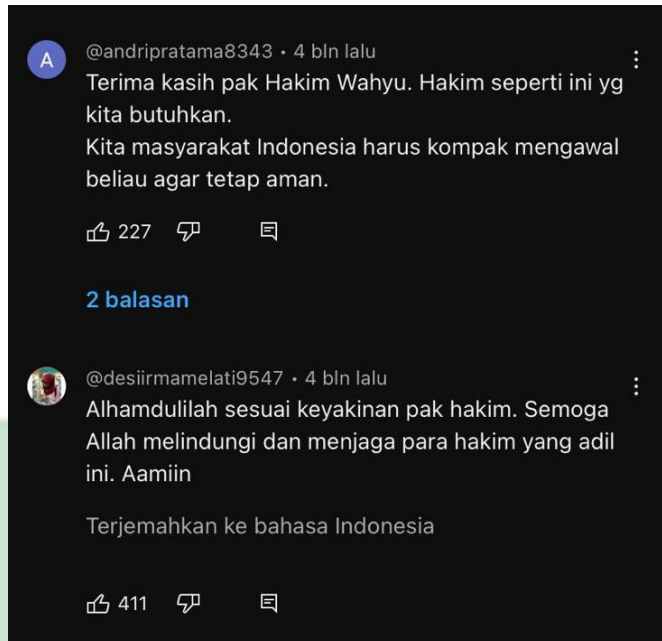 A
@andripratama8343 • 4 bln lalu
Terima kasih pak Hakim Wahyu. Hakim seperti ini yg
kita butuhkan.
Kita masyarakat Indonesia harus kompak mengawal
beliau agar tetap aman.
227
2 balasan
@desiirmamelati9547 • 4 bln lalu
Alhamdulilah sesuai keyakinan pak hakim. Semoga
Allah melindungi dan menjaga para hakim yang adil
ini. Aamiin
Terjemahkan ke bahasa Indonesia
411